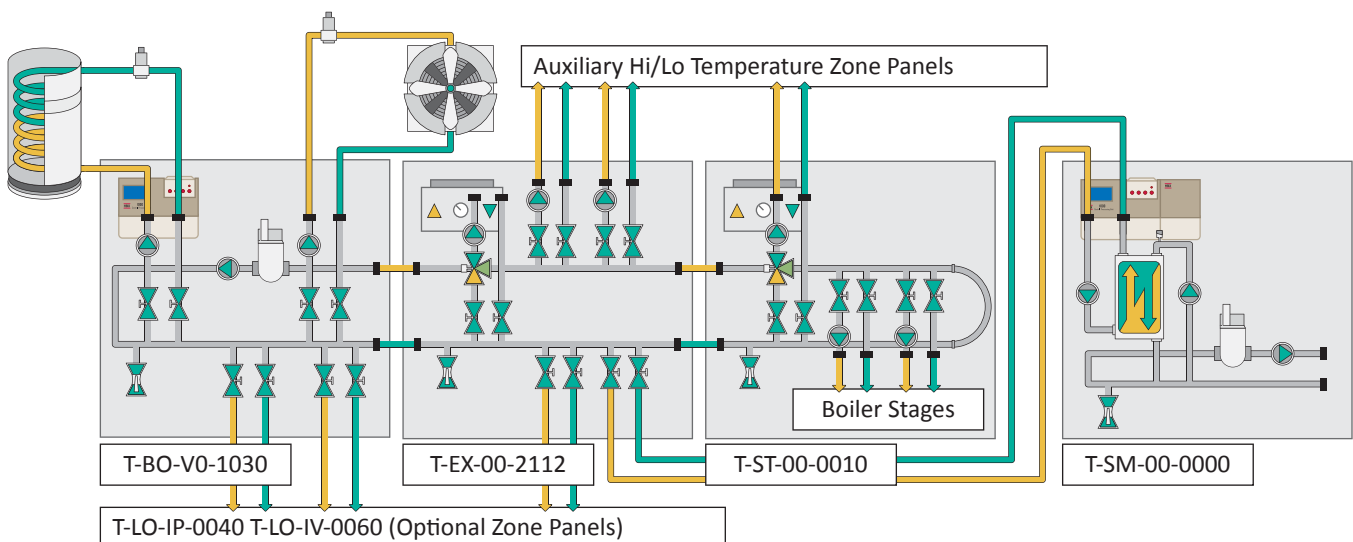 Auxiliary Hi/Lo Temperature Zone Panels
Boiler Stages
T-BO-V0-1030
T-EX-00-2112
T-ST-00-0010
T-SM-00-0000
T-LO-IP-0040 T-LO-IV-0060 (Optional Zone Panels)